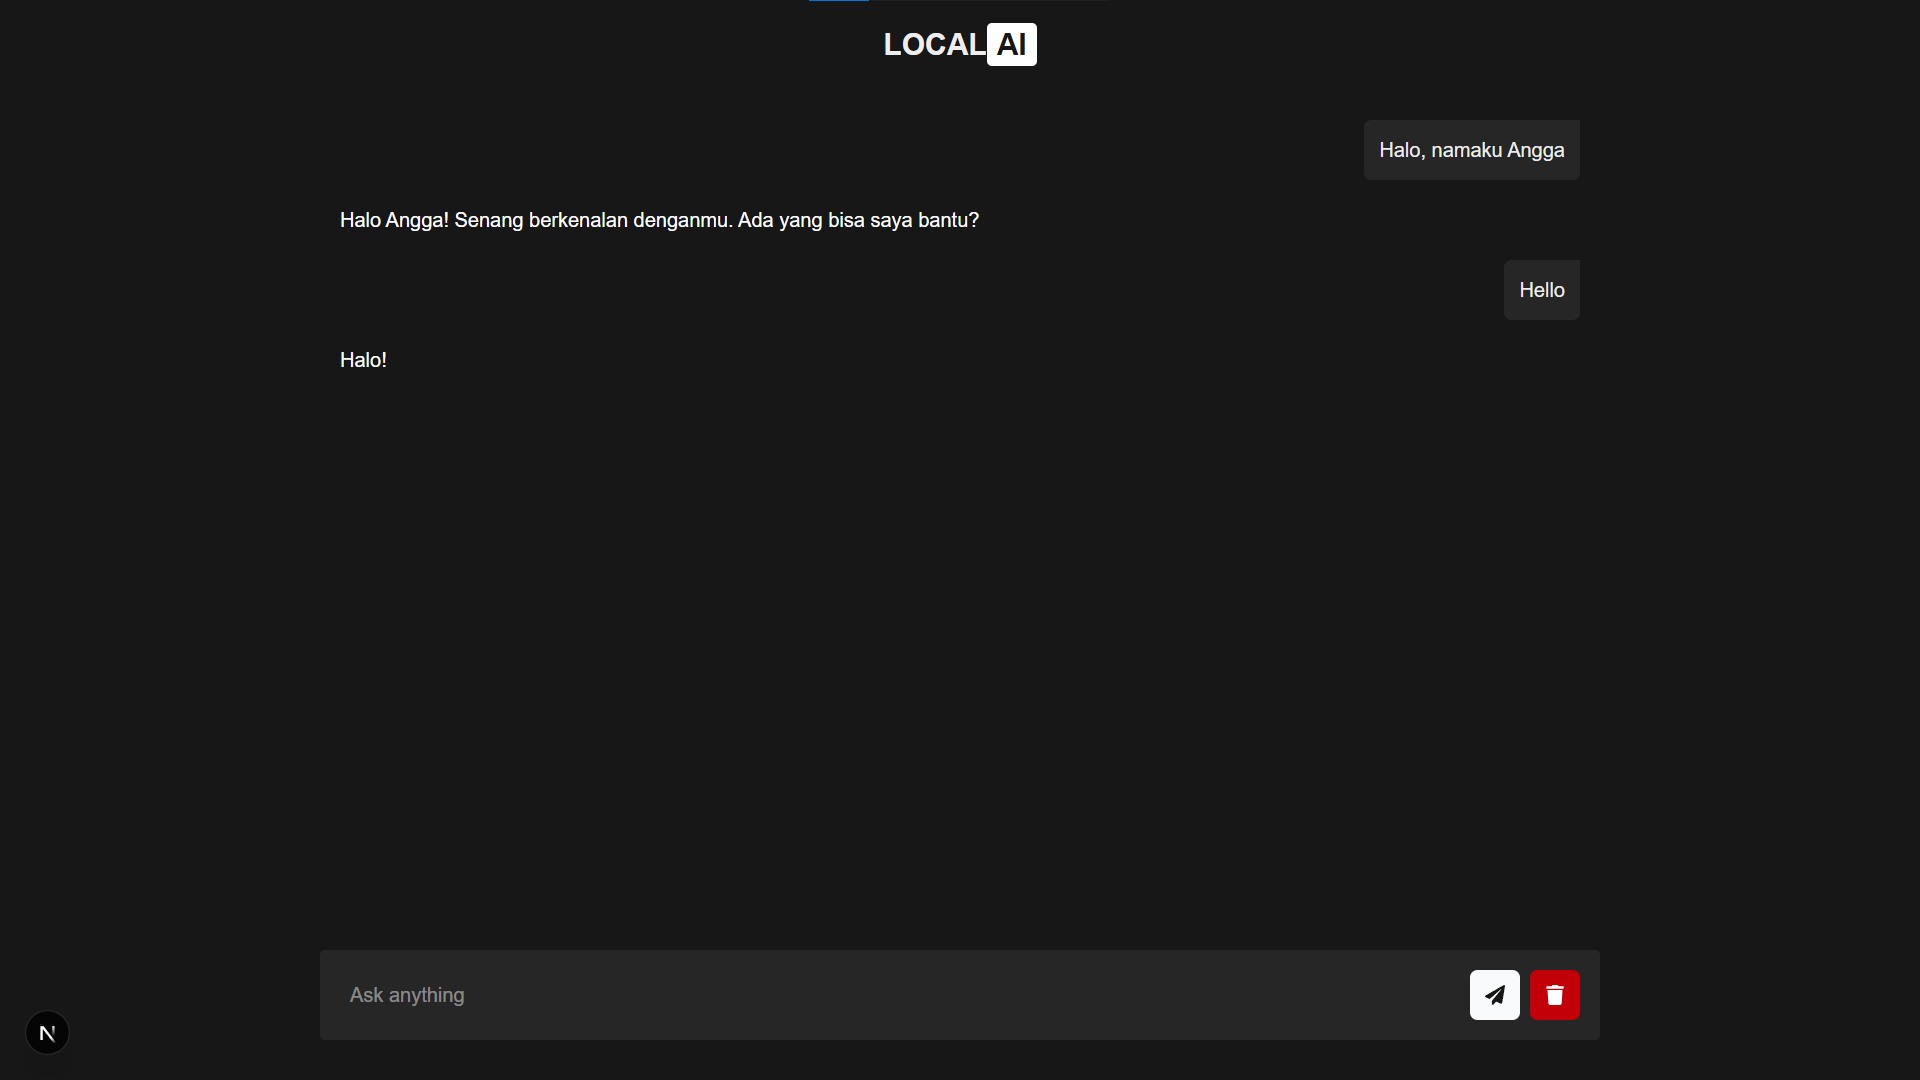 LOCAL AI
Halo, namaku Angga
Halo Angga! Senang berkenalan denganmu. Ada yang bisa saya bantu?
Hello
Halo!
Ask anything
N